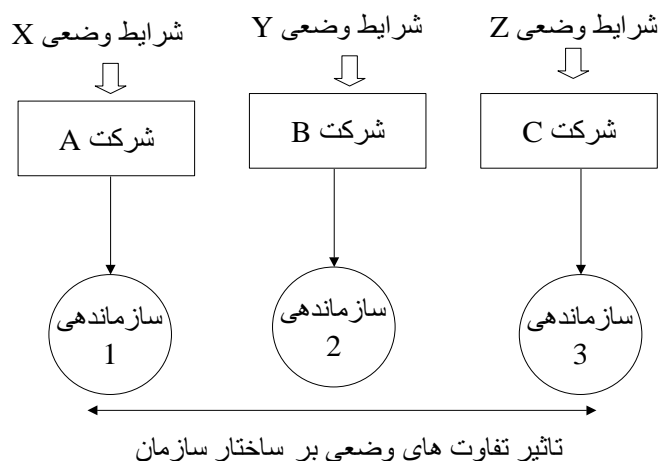 شرایط وضعی X
شرایط وضعی Y
شرایط وضعی Z
شرکت A
شرکت B
شرکت C
سازماندهی
1
سازماندهی
2
سازماندهی
3
تاثیر تفاوت های وضعی بر ساختار سازمان